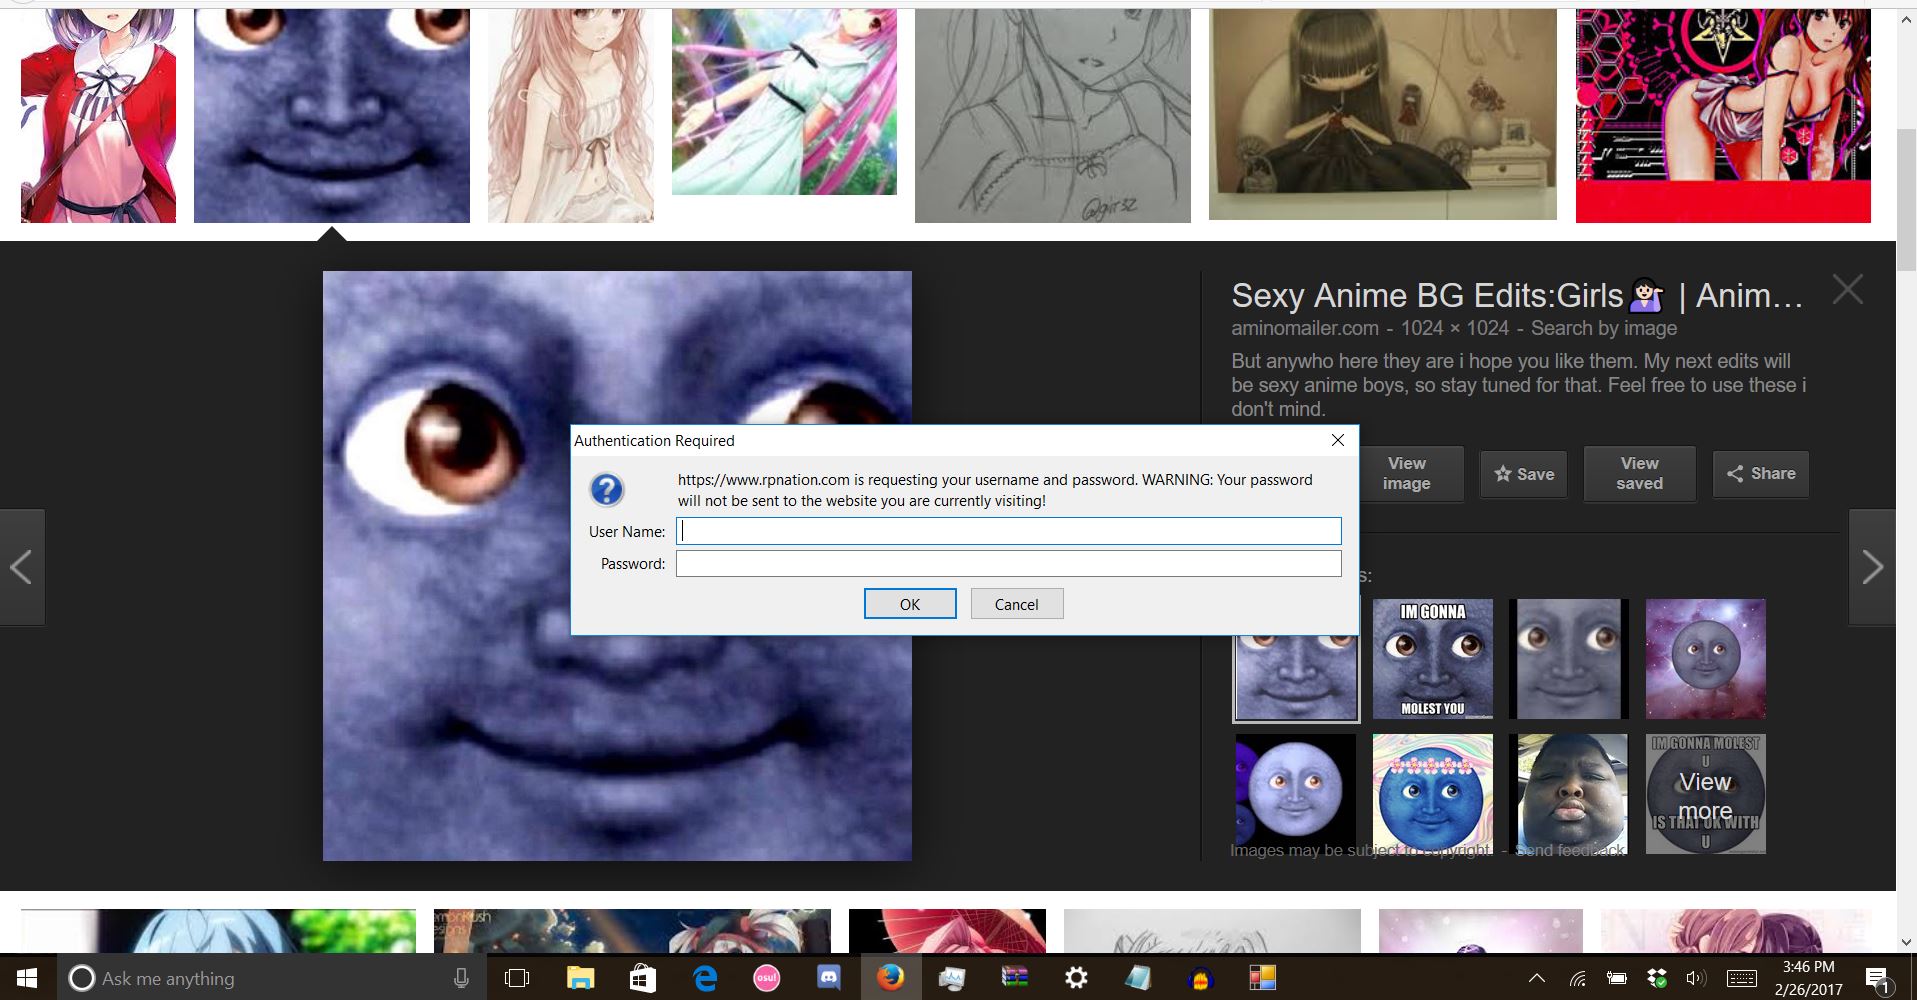 @girl32
Sexy Anime BG Edits:Girls💁 | Anim...
aminomailer.com - 1024 × 1024 - Search by image
But anywho here they are i hope you like them. My next edits will
be sexy anime boys, so stay tuned for that. Feel free to use these i
don't mind.
View image
Save
View saved
Share
Authentication Required
https://www.rpnation.com is requesting your username and password. WARNING: Your password
will not be sent to the website you are currently visiting!
User Name:
Password:
OK
Cancel
s:
IM GONNA
MOLEST YOU
IM GONNA MOLEST
U
View
more
IS THAT OK WITH
U
Images may be subject to copyright. - Send feedback
Ask me anything
osu!
3:46 PM
2/26/2017
1